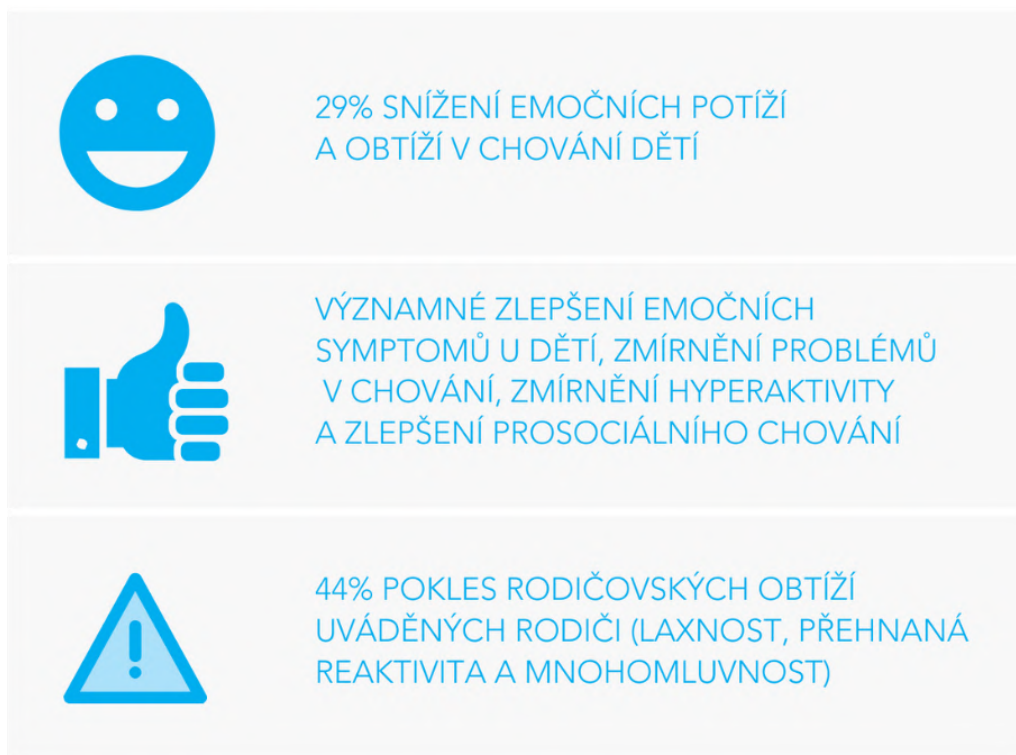 29% SNÍŽENÍ EMOČNÍCH POTÍŽÍ
A OBTÍŽÍ V CHOVÁNÍ DĚTÍ
VÝZNAMNÉ ZLEPŠENÍ EMOČNÍCH
SYMPTOMŮ U DĚTÍ, ZMÍRNĚNÍ PROBLÉMŮ
V CHOVÁNÍ, ZMÍRNĚNÍ HYPERAKTIVITY
A ZLEPŠENÍ PROSOCIÁLNÍHO CHOVÁNÍ
44% POKLES RODIČOVSKÝCH OBTÍŽÍ
UVÁDĚNÝCH RODIČI (LAXNOST, PŘEHNANÁ
REAKTIVITA A MNOHOMLUVNOST)